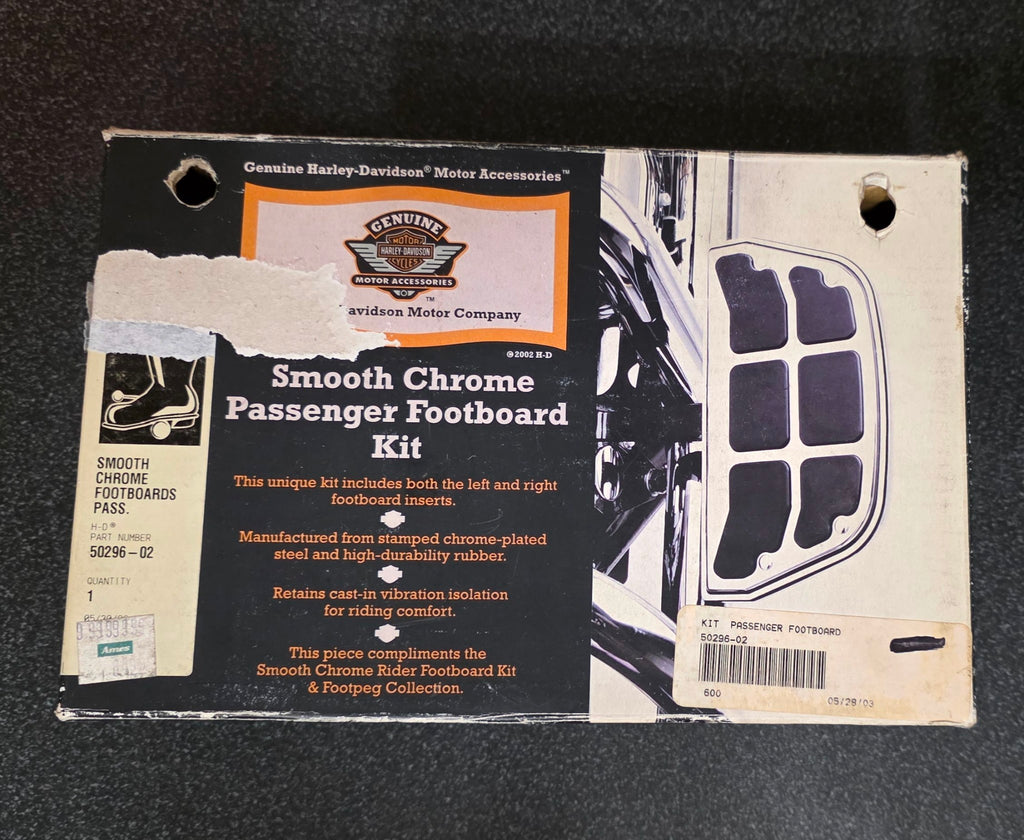 Genuine Harley-Davidson® Motor Accessories™
GENUINE
MOTOR
HARLEY-DAVIDSON
CYCLES
MOTOR ACCESSORIES
™
avidson Motor Company
©2002 H-D
Smooth Chrome
Passenger Footboard
Kit
This unique kit includes both the left and right
footboard inserts.
Manufactured from stamped chrome-plated
steel and high-durability rubber.
Retains cast-in vibration isolation
for riding comfort.
This piece compliments the
Smooth Chrome Rider Footboard Kit
& Footpeg Collection.
SMOOTH
CHROME
FOOTBOARDS
PASS.
H-D®
PART NUMBER
50296-02
QUANTITY
1
Ames
KIT PASSENGER FOOTBOARD
50296-02
600
05/28/03